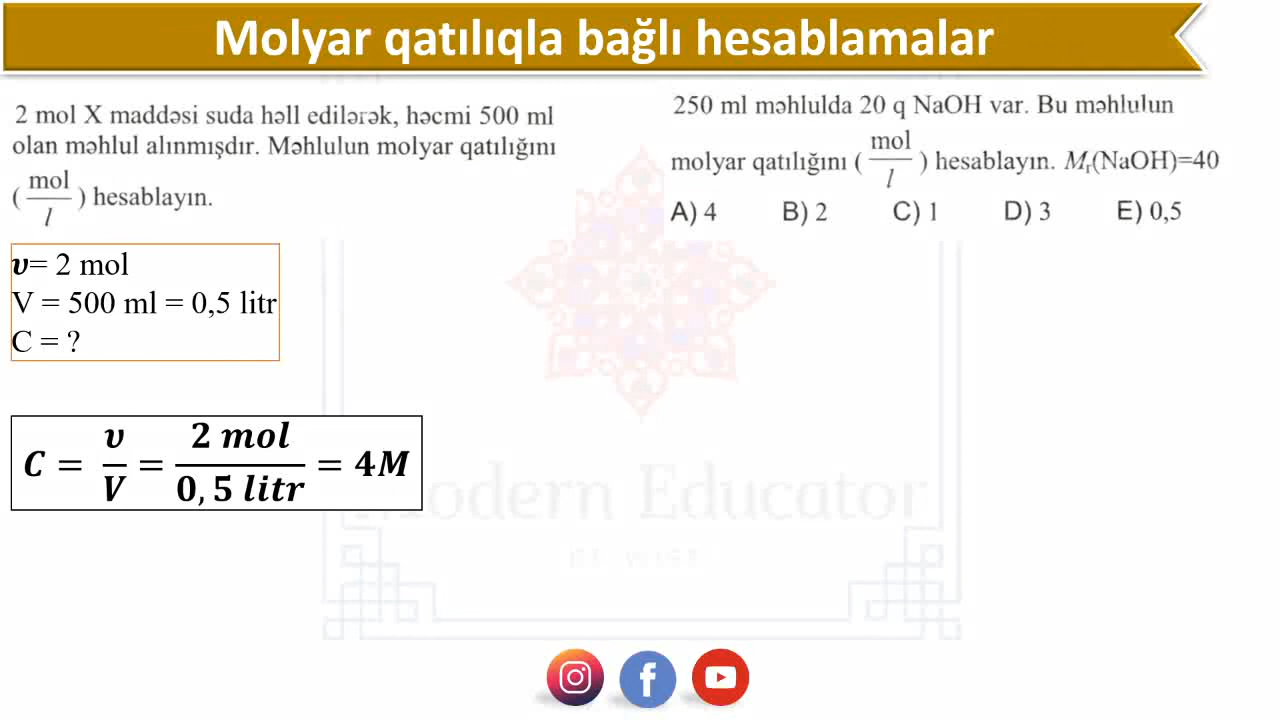 Molyar qatılıqla bağlı hesablamalar
2 mol X maddəsi suda həll edilərək, həcmi 500 ml
olan məhlul alınmışdır. Məhlulun molyar qatılığını
( mol/l ) hesablayın.
υ= 2 mol
V = 500 ml = 0,5 litr
C = ?
C = υ/V = 2 mol/0,5 litr = 4M
250 ml məhlulda 20 q NaOH var. Bu məhlulun
molyar qatılığını ( mol/l ) hesablayın. Mr(NaOH)=40
A) 4 B) 2 C) 1 D) 3 E) 0,5
Modern Educator